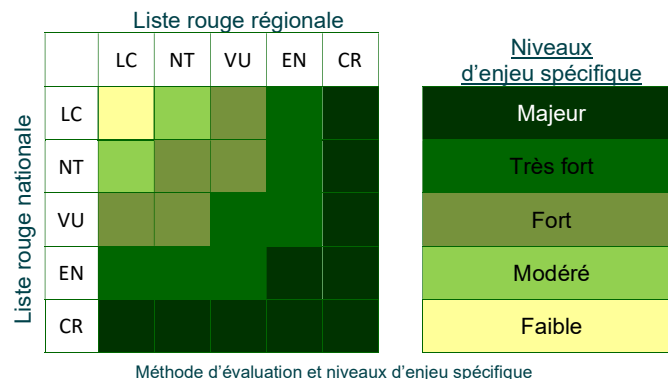 Liste rouge régionale
LC NT VU EN CR
Liste rouge nationale
LC
NT
VU
EN
CR
Niveaux
d'enjeu spécifique
Majeur
Très fort
Fort
Modéré
Faible
Méthode d'évaluation et niveaux d'enjeu spécifique